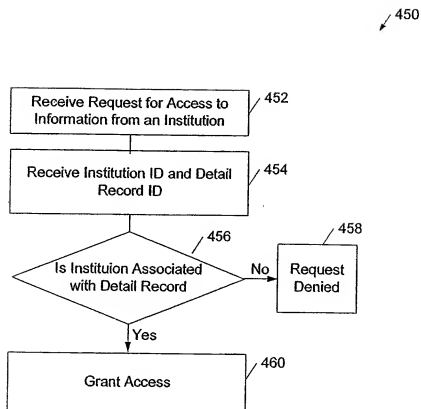 450
Receive Request for Access to
Information from an Institution
452
Receive Institution ID and Detail
Record ID
454
456
Is Instituion Associated
with Detail Record
No
458
Request
Denied
Yes
Grant Access
460